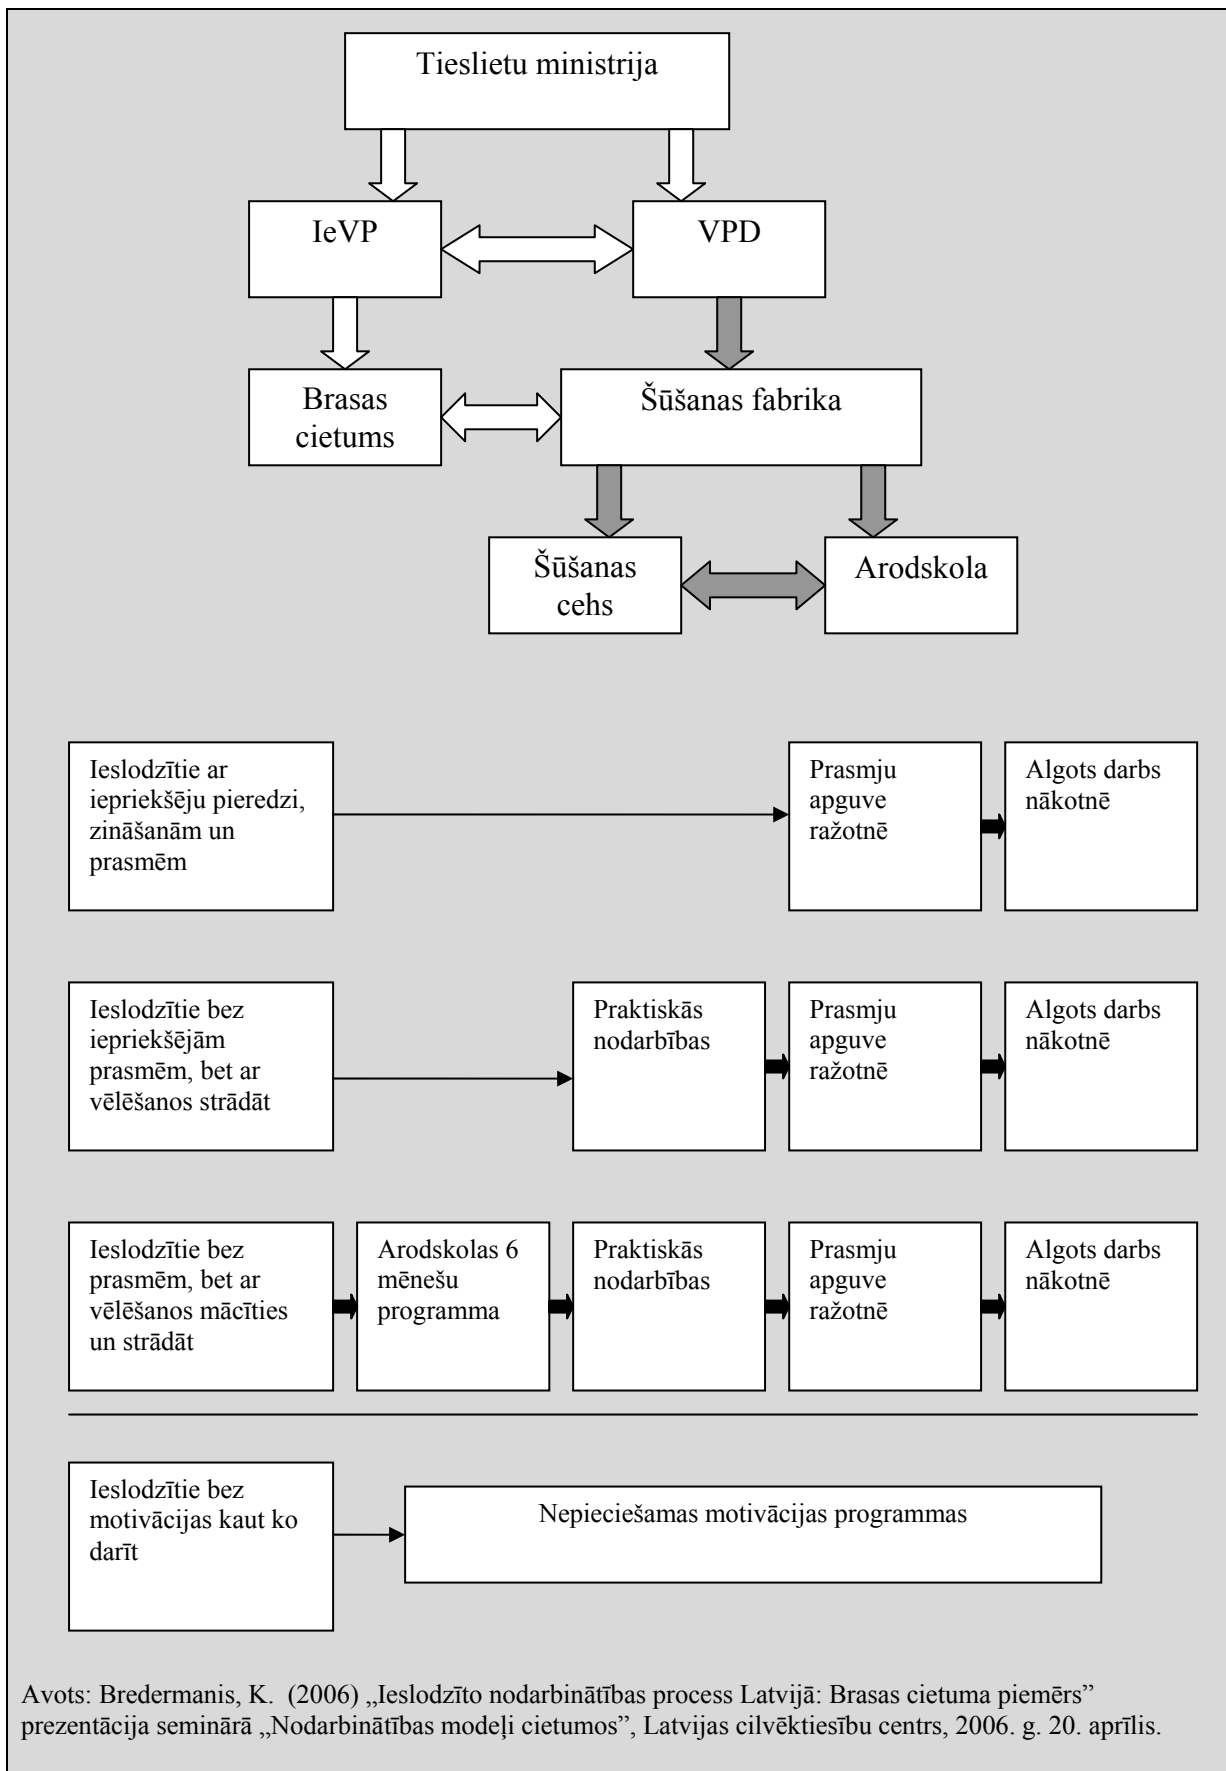 Tieslietu ministrija
IeVP
VPD
Brasas
cietums
Šūšanas fabrika
Šūšanas
cehs
Arodskola
Ieslodzītie ar
iepriekšēju pieredzi,
zināšanām un
prasmēm
Prasmju
apguve
ražotnē
Algots darbs
nākotnē
Ieslodzītie bez
iepriekšējām
prasmēm, bet ar
vēlēšanos strādāt
Praktiskās
nodarbības
Prasmju
apguve
ražotnē
Algots darbs
nākotnē
Ieslodzītie bez
prasmēm, bet ar
vēlēšanos mācīties
un strādāt
Arodskolas 6
mēnešu
programma
Praktiskās
nodarbības
Prasmju
apguve
ražotnē
Algots darbs
nākotnē
Ieslodzītie bez
motivācijas kaut ko
darīt
Nepieciešamas motivācijas programmas
Avots: Bredermanis, K.  (2006) „Ieslodzīto nodarbinātības process Latvijā: Brasas cietuma piemērs”
prezentācija seminārā „Nodarbinātības modeļi cietumos”, Latvijas cilvēktiesību centrs, 2006. g. 20. aprīlis.